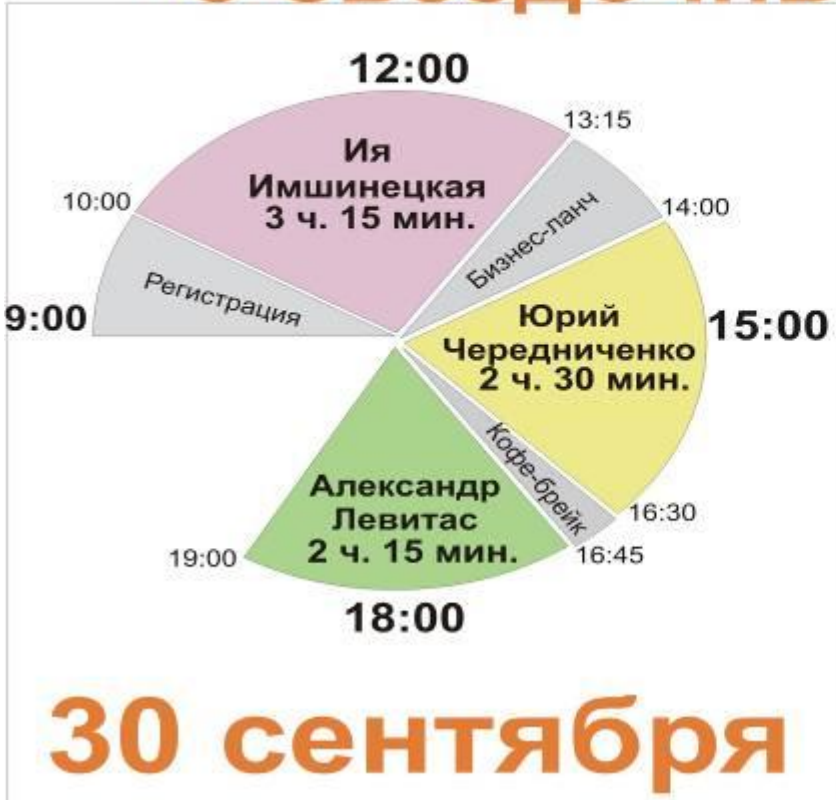 12:00
13:15
Ия
Имшинецкая
3 ч. 15 мин.
10:00
Бизнес-ланч
14:00
Регистрация
9:00
Юрий
Чередниченко
2 ч. 30 мин.
15:00
Кофе-брейк
Александр
Левитас
2 ч. 15 мин.
16:30
16:45
19:00
18:00
30 сентября